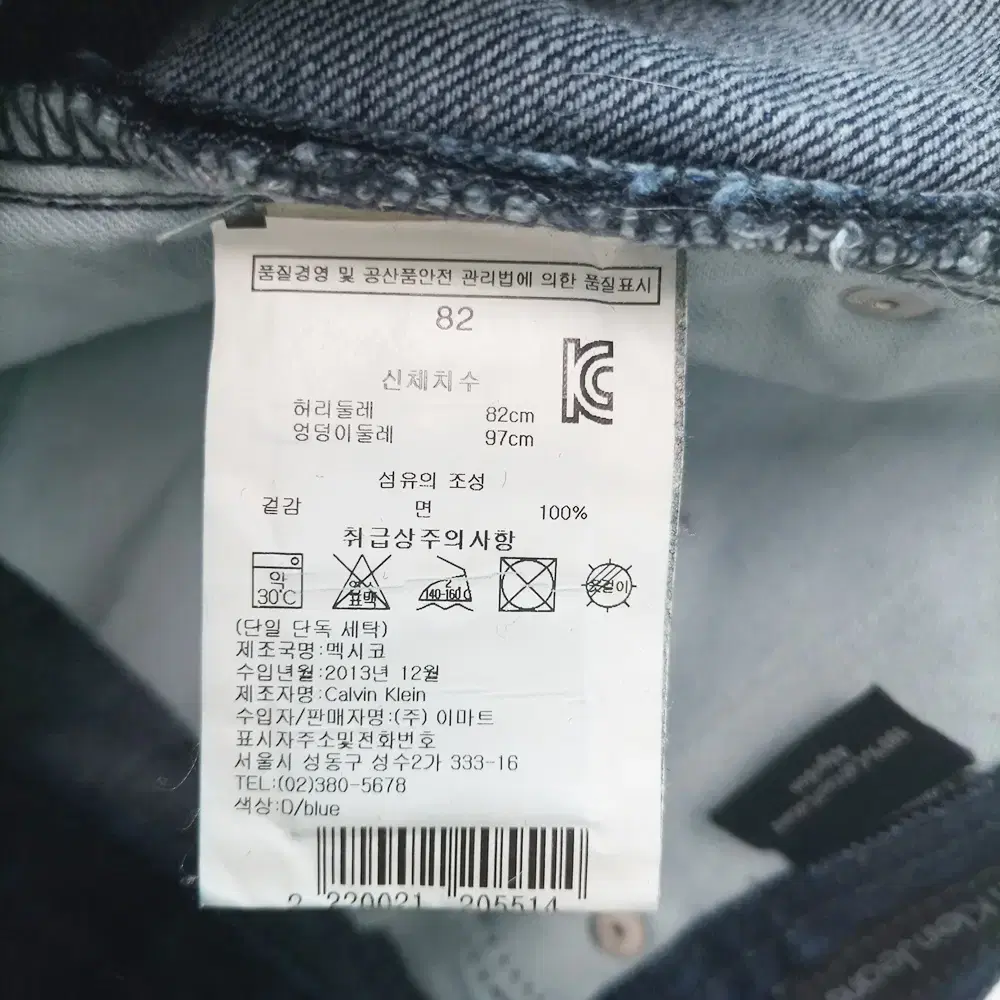 품질경영 및 공산품안전 관리법에 의한 품질표시
82
KC
신체치수
허리둘레 82cm
엉덩이둘레 97cm
섬유의 조성
겉감 면 100%
취급상주의사항
약 30℃
표백
2 140-160℃
옷걸이
(단일 단독 세탁)
제조국명:멕시코
수입년월:2013년 12월
제조자명:Calvin Klein
수입자/판매자명:(주) 이마트
표시자주소및전화번호
서울시 성동구 성수2가 333-16
TEL:(02)380-5678
색상:D/blue
2 220021 205514
Klein Jeans